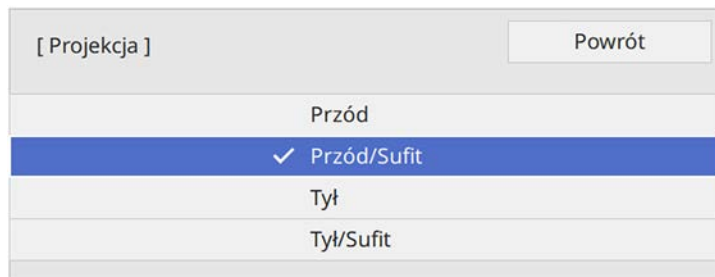 [ Projekcja ]
Powrót
Przód
✓ Przód/Sufit
Tył
Tył/Sufit